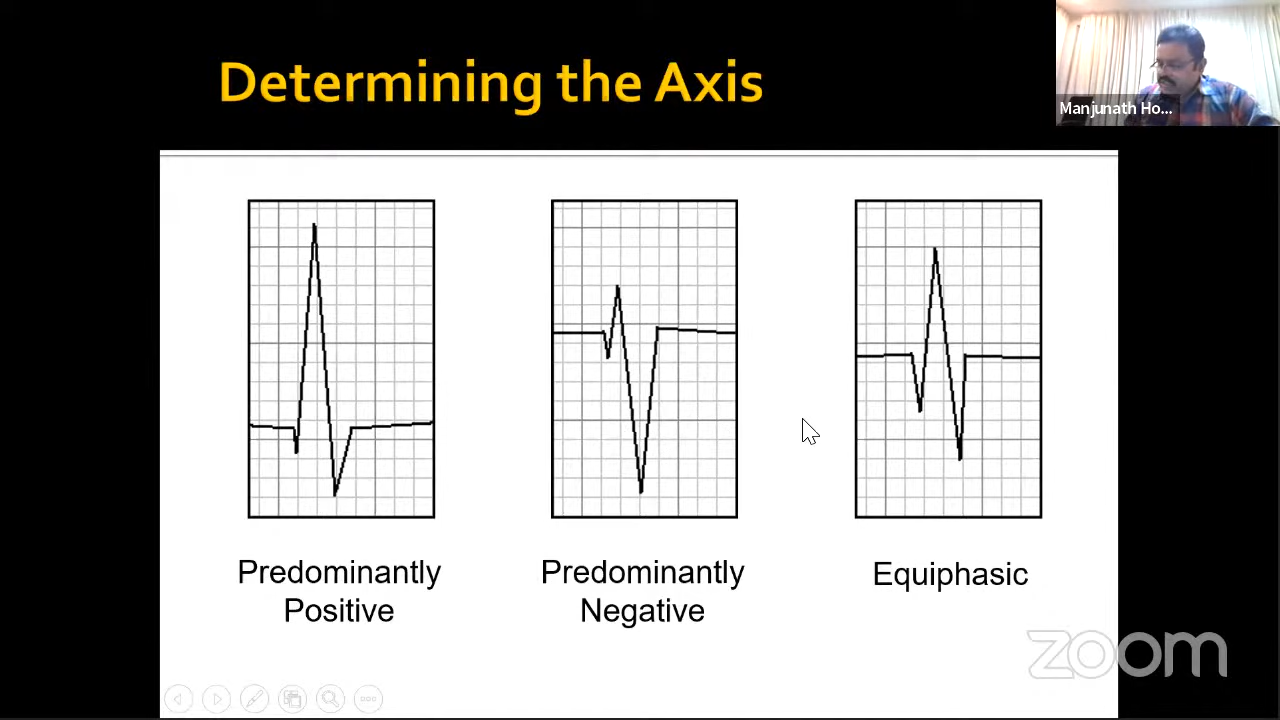 Determining the Axis
Manjunath Ho...
Predominantly
Positive
Predominantly
Negative
Equiphasic
zoom